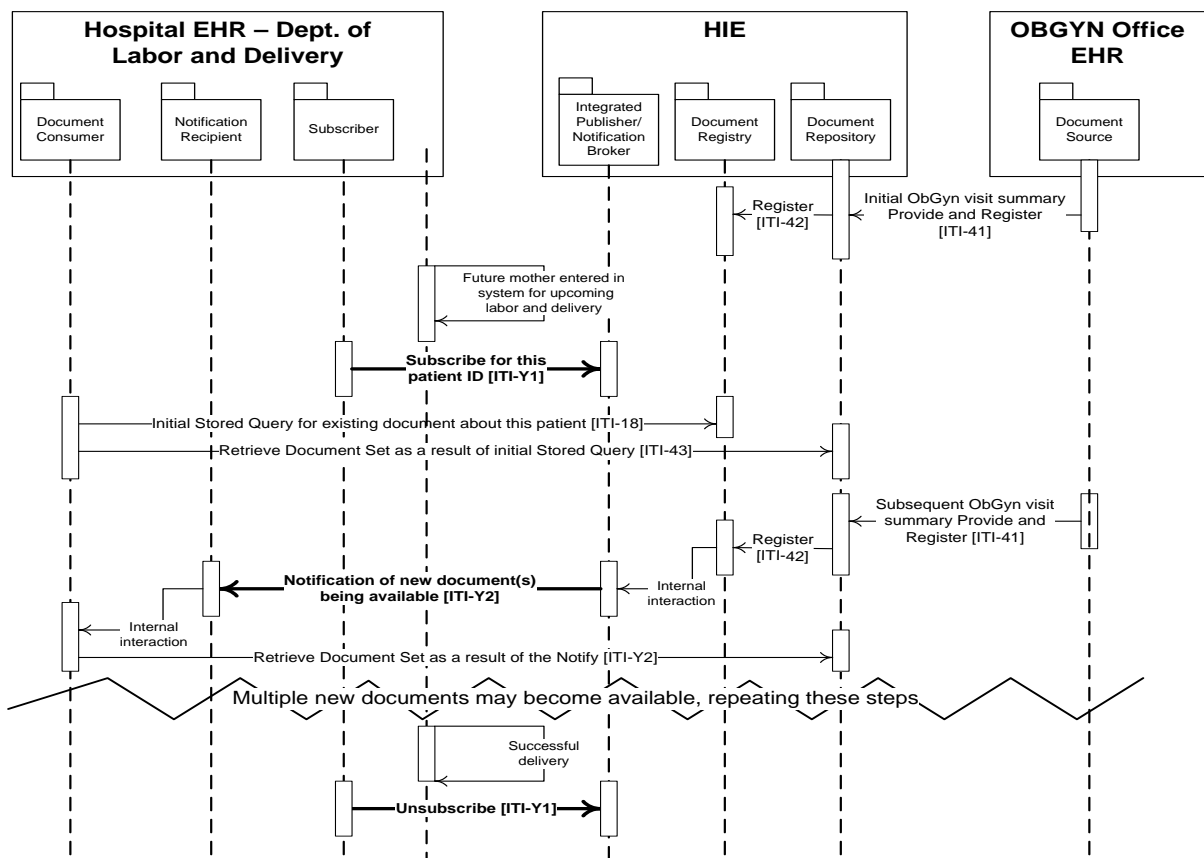 Hospital EHR – Dept. of
Labor and Delivery
HIE
OBGYN Office
EHR
Document
Consumer
Notification
Recipient
Subscriber
Integrated
Publisher/
Notification
Broker
Document
Registry
Document
Repository
Document
Source
Register
[ITI-42]
Initial ObGyn visit summary
Provide and Register
[ITI-41]
Future mother entered in
system for upcoming
labor and delivery
Subscribe for this
patient ID [ITI-Y1]
Initial Stored Query for existing document about this patient [ITI-18]
Retrieve Document Set as a result of initial Stored Query [ITI-43]
Subsequent ObGyn visit
summary Provide and
Register [ITI-41]
Register
[ITI-42]
Notification of new document(s)
being available [ITI-Y2]
Internal
interaction
Internal
interaction
Retrieve Document Set as a result of the Notify [ITI-Y2]
Multiple new documents may become available, repeating these steps
Successful
delivery
Unsubscribe [ITI-Y1]